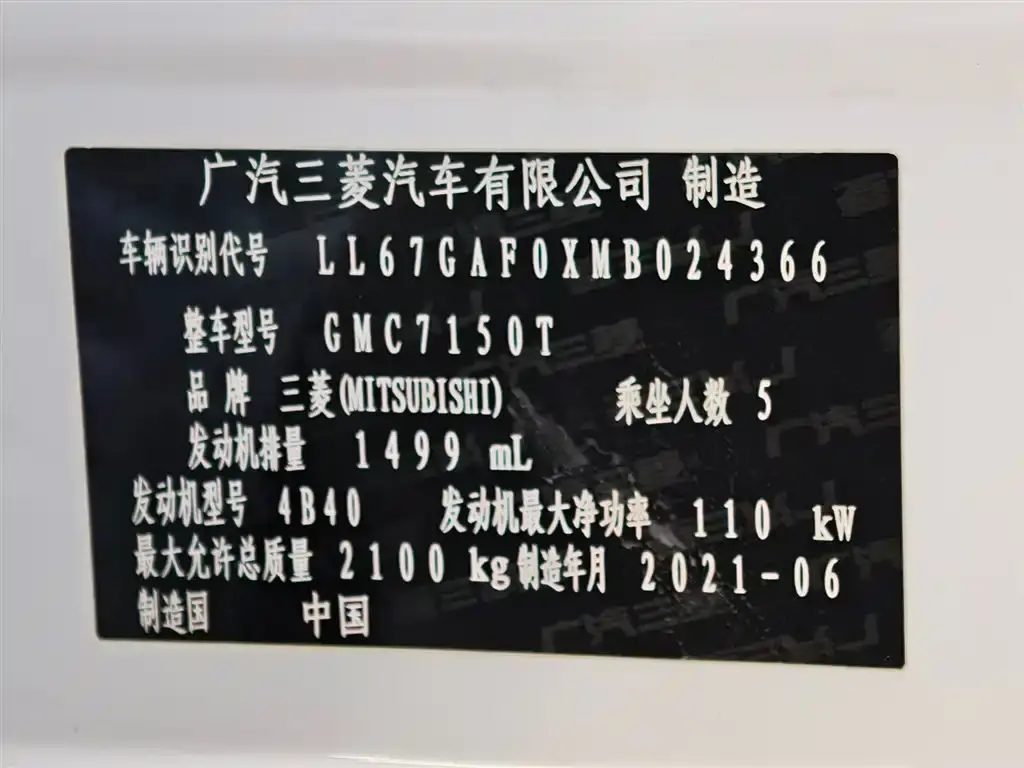 广汽三菱汽车有限公司 制造
车辆识别代号 LL67GAF0XMB024366
整车型号 GMC7150T
品牌 三菱(MITSUBISHI) 乘坐人数 5
发动机排量 1499 mL
发动机型号 4B40 发动机最大净功率 110 kW
最大允许总质量 2100 kg 制造年月 2021-06
制造国 中国